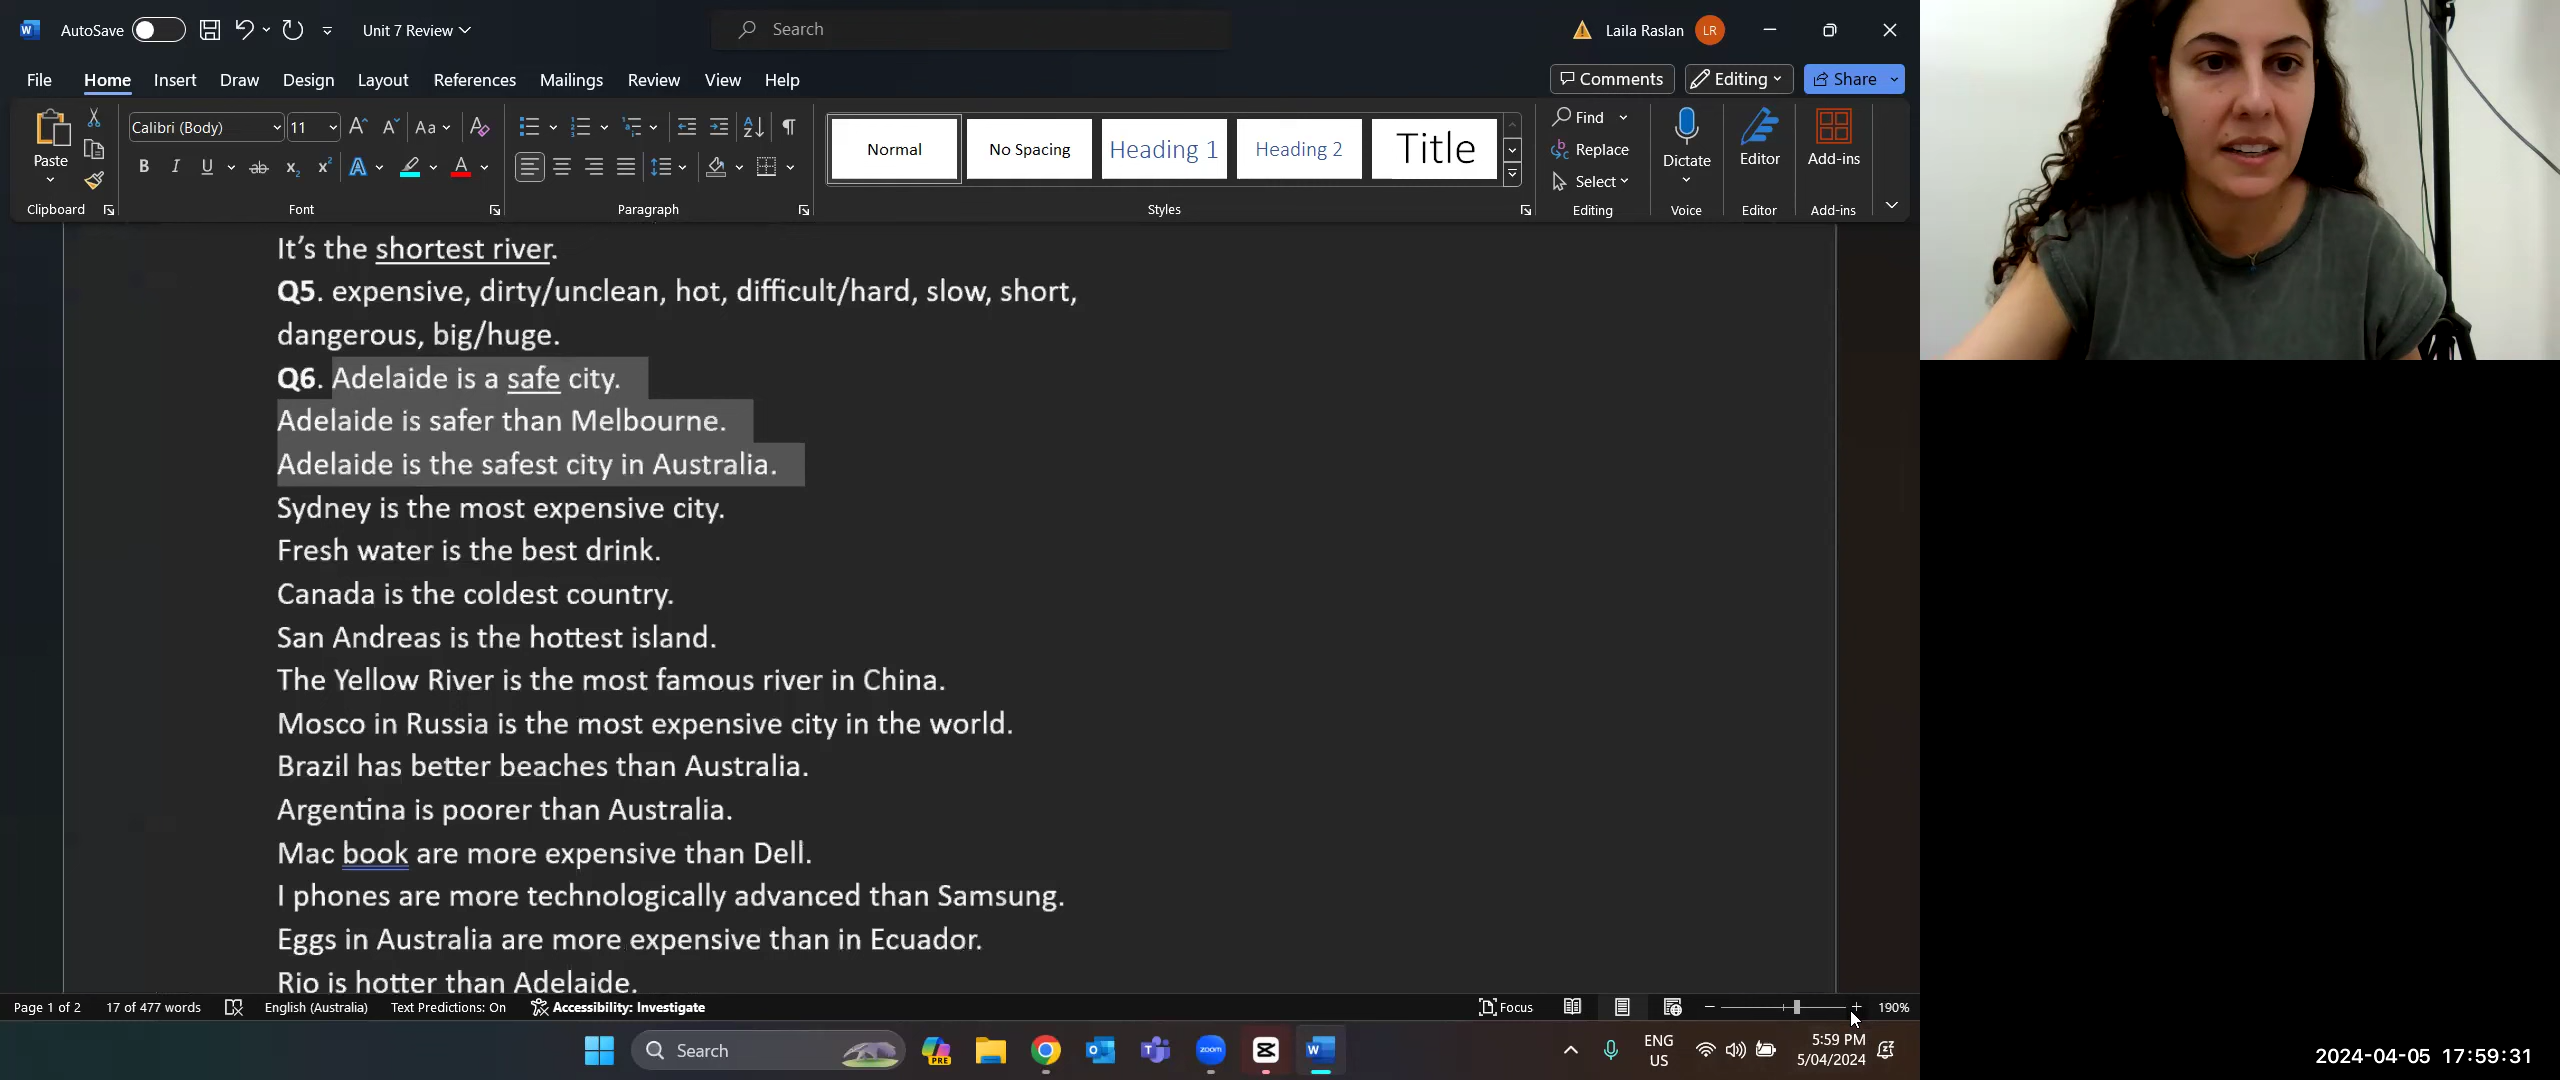 AutoSave
Unit 7 Review
Search
Laila Raslan
LR
File Home Insert Draw Design Layout References Mailings Review View Help
Comments
Editing
Share
Paste
Clipboard
Calibri (Body)
11
Font
Paragraph
Normal
No Spacing
Heading 1
Heading 2
Title
Styles
Find
Replace
Select
Editing
Dictate
Voice
Editor
Editor
Add-ins
Add-ins
It’s the shortest river.
Q5. expensive, dirty/unclean, hot, difficult/hard, slow, short,
dangerous, big/huge.
Q6. Adelaide is a safe city.
Adelaide is safer than Melbourne.
Adelaide is the safest city in Australia.
Sydney is the most expensive city.
Fresh water is the best drink.
Canada is the coldest country.
San Andreas is the hottest island.
The Yellow River is the most famous river in China.
Mosco in Russia is the most expensive city in the world.
Brazil has better beaches than Australia.
Argentina is poorer than Australia.
Mac book are more expensive than Dell.
I phones are more technologically advanced than Samsung.
Eggs in Australia are more expensive than in Ecuador.
Rio is hotter than Adelaide.
Page 1 of 2 17 of 477 words English (Australia) Text Predictions: On Accessibility: Investigate
Focus
190%
Search
PRE
zoom
ENG
US
5:59 PM
5/04/2024
2024-04-05 17:59:31